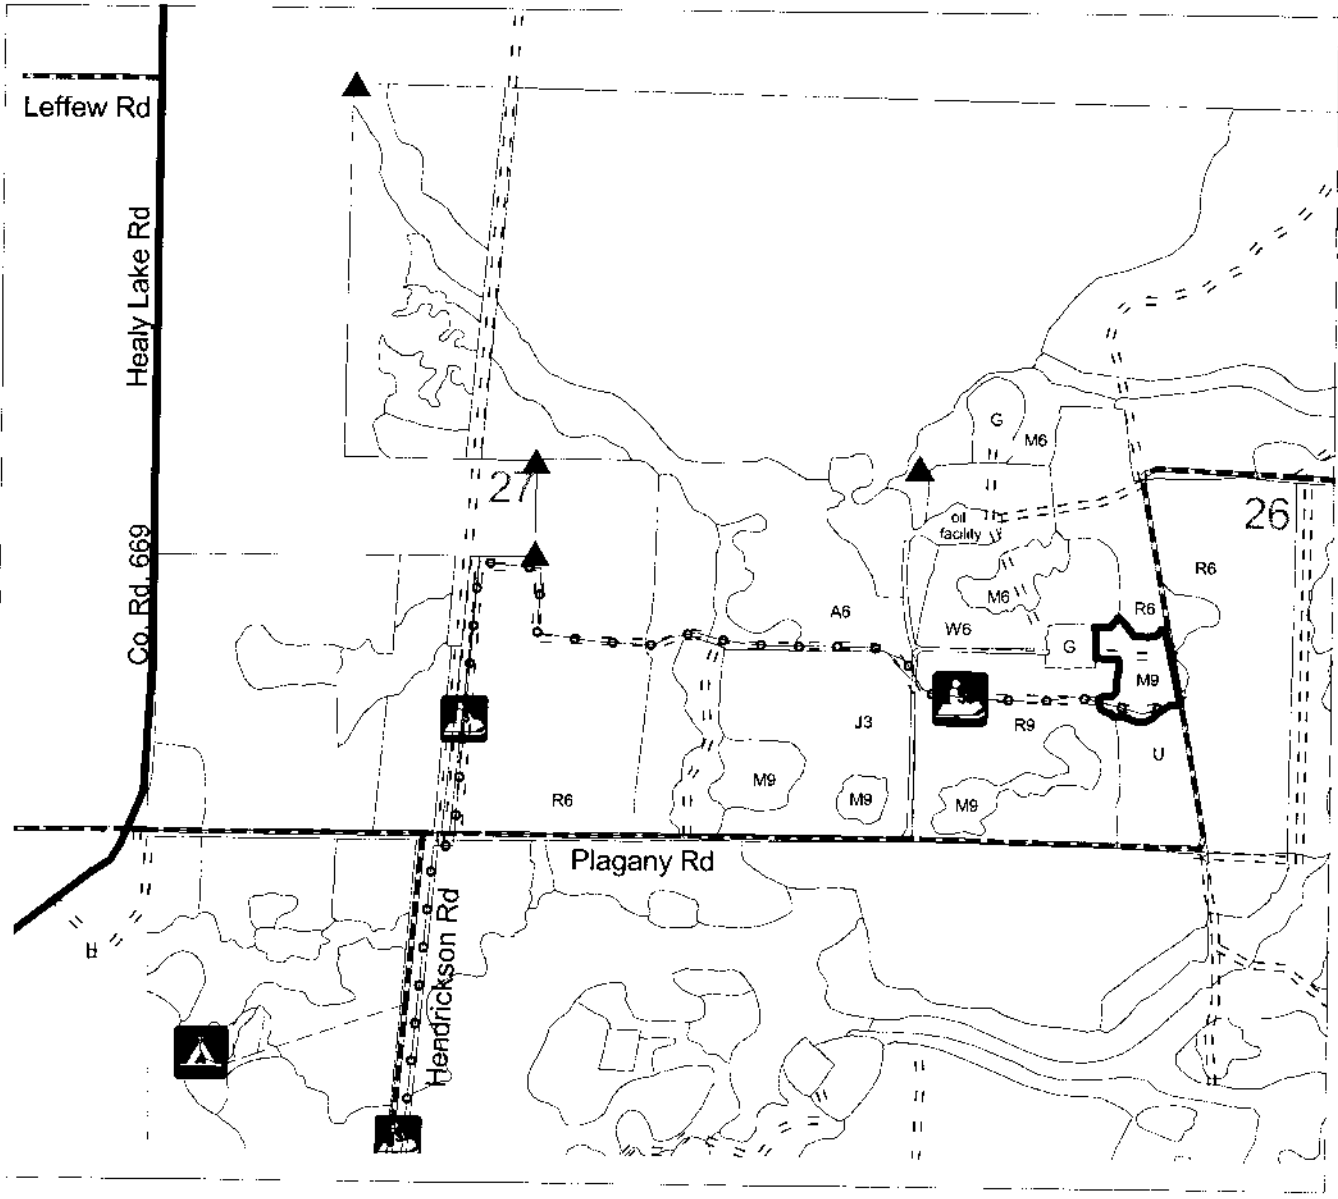 Leffew Rd
Healy Lake Rd
Co. Rd. 669
27
26
G
M6
oil
facility
R6
M6
A6
R6
W6
G
M9
J3
R9
U
M9
M9
M9
R6
Plagany Rd
Hendrickson Rd